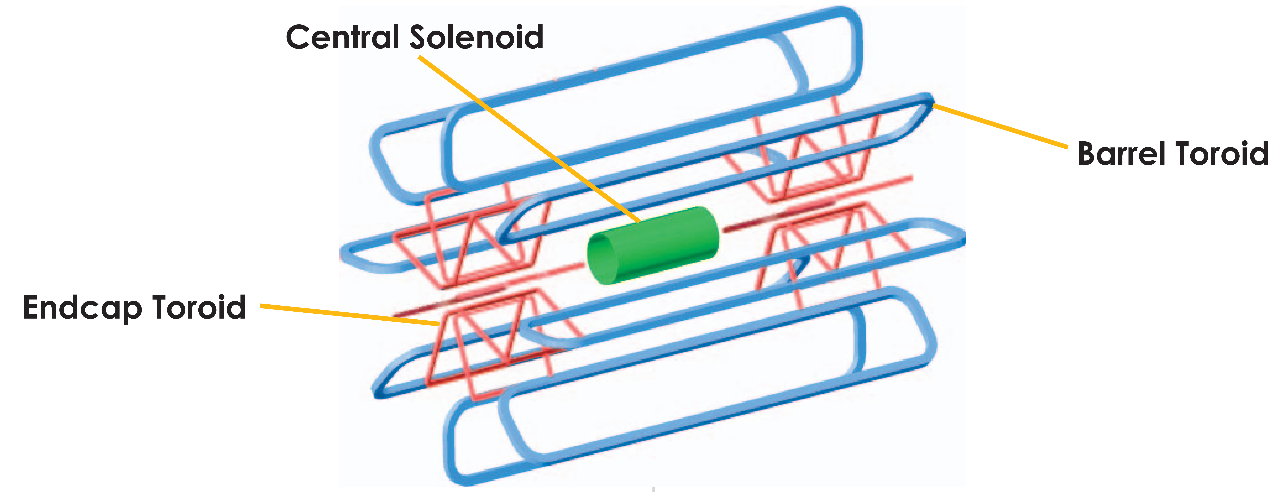 Central Solenoid
Barrel Toroid
Endcap Toroid